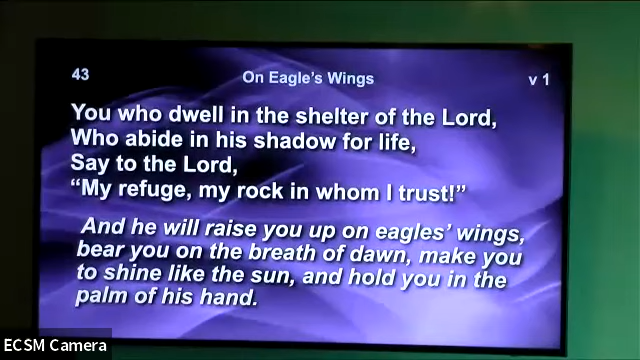 43 On Eagle's Wings v 1
You who dwell in the shelter of the Lord,
Who abide in his shadow for life,
Say to the Lord,
“My refuge, my rock in whom I trust!”
And he will raise you up on eagles’ wings,
bear you on the breath of dawn, make you
to shine like the sun, and hold you in the
palm of his hand.
ECSM Camera